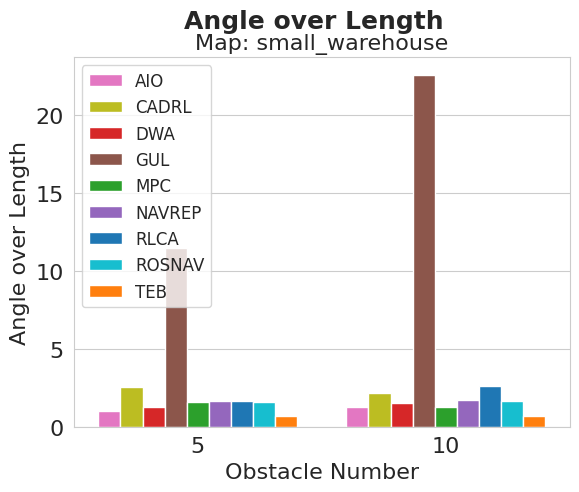 Angle over Length
Map: small_warehouse
AIO
CADRL
DWA
GUL
MPC
NAVREP
RLCA
ROSNAV
TEB
Angle over Length
20
15
10
5
0
5
10
Obstacle Number